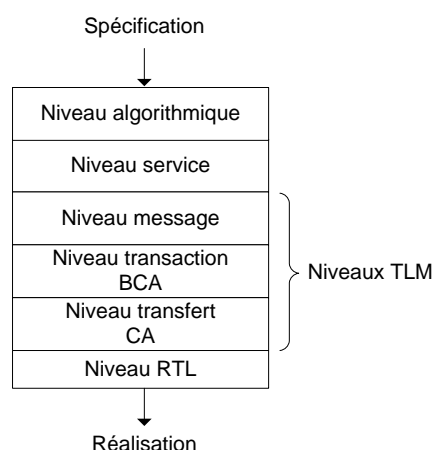 Spécification
Niveau algorithmique
Niveau service
Niveau message
Niveau transaction
BCA
Niveaux TLM
Niveau transfert
CA
Niveau RTL
Réalisation